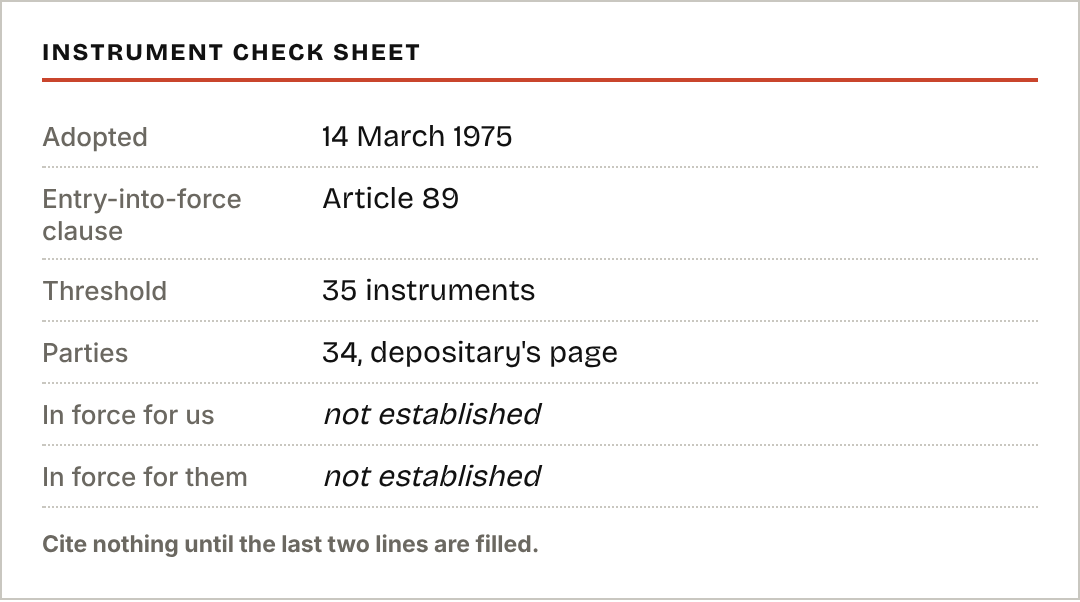 INSTRUMENT CHECK SHEET
Adopted 14 March 1975
Entry-into-force Article 89
clause
Threshold 35 instruments
Parties 34, depositary's page
In force for us not established
In force for them not established
Cite nothing until the last two lines are filled.